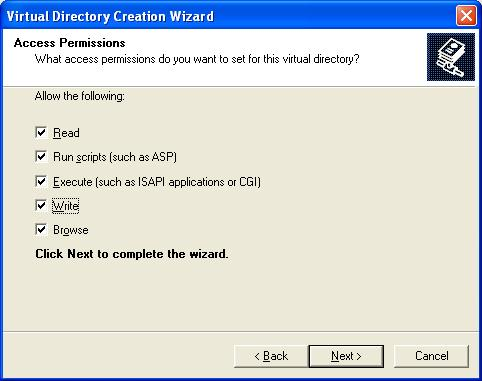 Virtual Directory Creation Wizard
Access Permissions
What access permissions do you want to set for this virtual directory?
Allow the following:
Read
Run scripts (such as ASP)
Execute (such as ISAPI applications or CGI)
Write
Browse
Click Next to complete the wizard.
< Back
Next >
Cancel